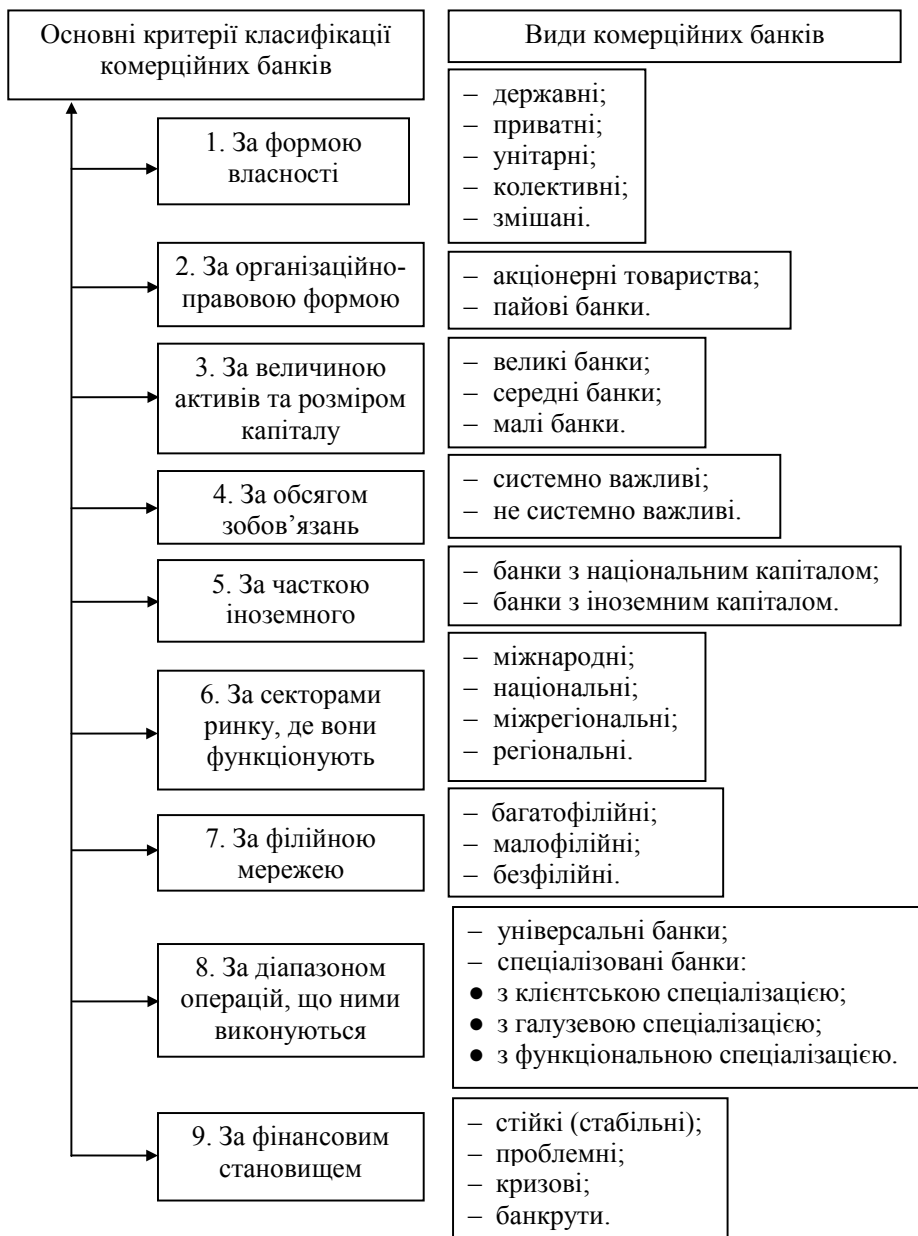 Основні критерії класифікації
комерційних банків
Види комерційних банків
1. За формою
власності
– державні;
– приватні;
– унітарні;
– колективні;
– змішані.
2. За організаційно-
правовою формою
– акціонерні товариства;
– пайові банки.
3. За величиною
активів та розміром
капіталу
– великі банки;
– середні банки;
– малі банки.
4. За обсягом
зобов’язань
– системно важливі;
– не системно важливі.
5. За часткою
іноземного
– банки з національним капіталом;
– банки з іноземним капіталом.
6. За секторами
ринку, де вони
функціонують
– міжнародні;
– національні;
– міжрегіональні;
– регіональні.
7. За філійною
мережею
– багатофілійні;
– малофілійні;
– безфілійні.
8. За діапазоном
операцій, що ними
виконуються
– універсальні банки;
– спеціалізовані банки:
● з клієнтською спеціалізацією;
● з галузевою спеціалізацією;
● з функціональною спеціалізацією.
9. За фінансовим
становищем
– стійкі (стабільні);
– проблемні;
– кризові;
– банкрути.